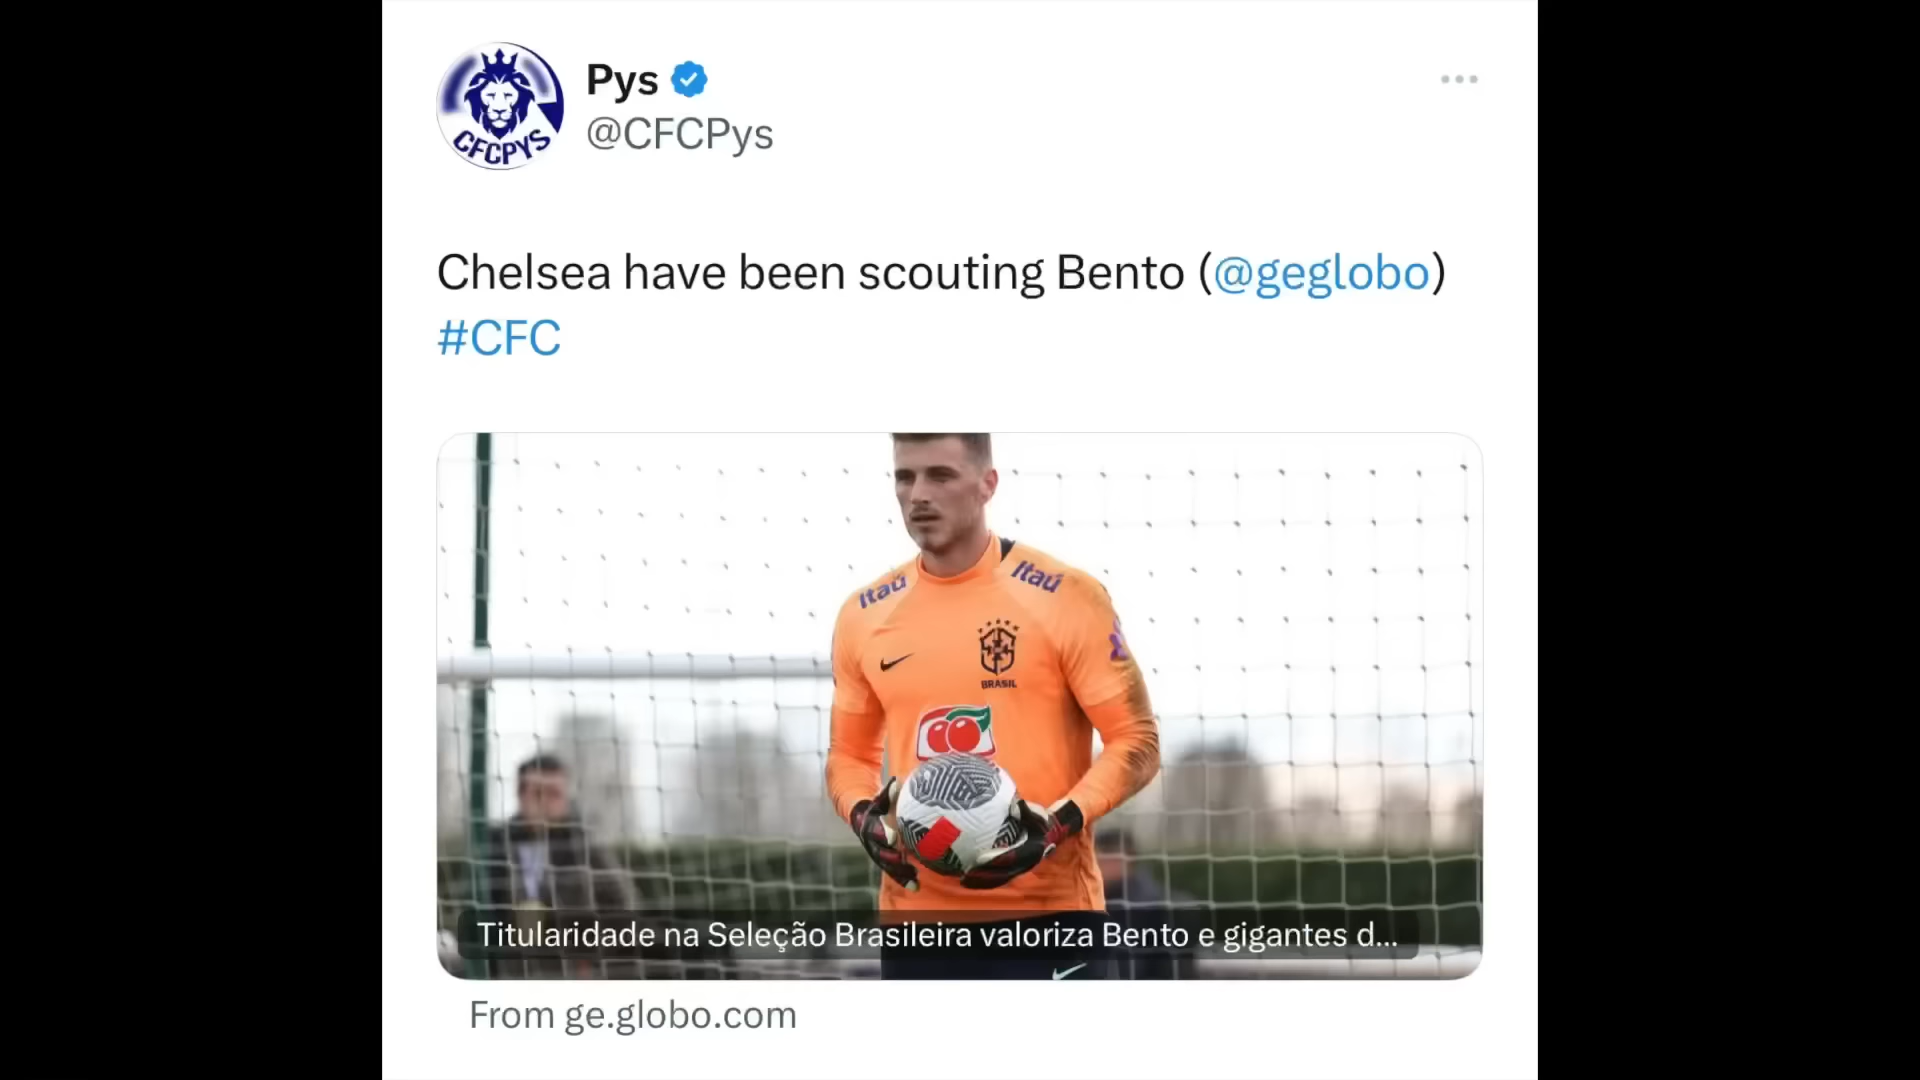 Pys
@CFCPys
CFCPYS
Chelsea have been scouting Bento (@geglobo)
#CFC
Itaú
Itaú
BRASIL
Titularidade na Seleção Brasileira valoriza Bento e gigantes d...
From ge.globo.com